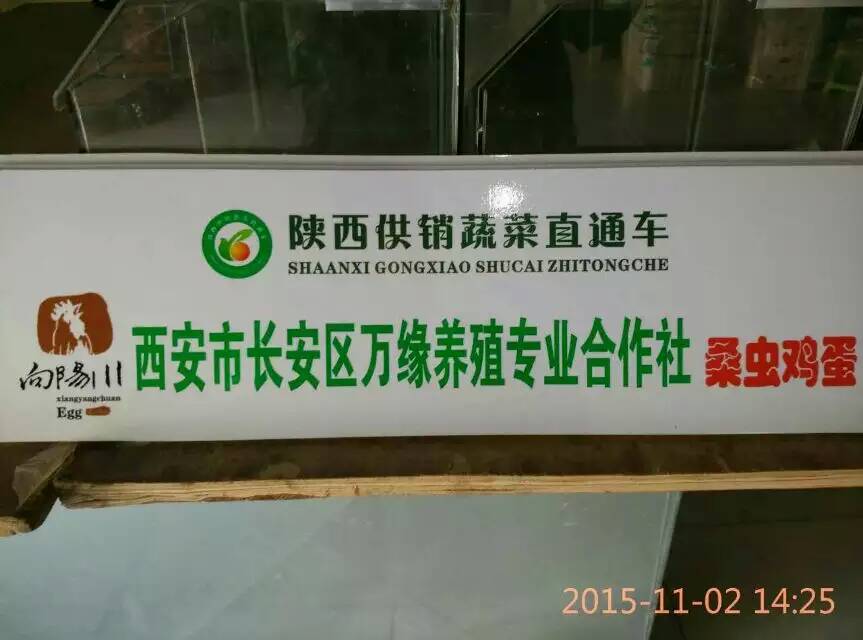 陕西供销蔬菜直通车
SHAANXI GONGXIAO SHUCAI ZHITONGCHE
向陽川
xiangyangchuan
Egg
西安市长安区万缘养殖专业合作社
桑虫鸡蛋
2015-11-02 14:25